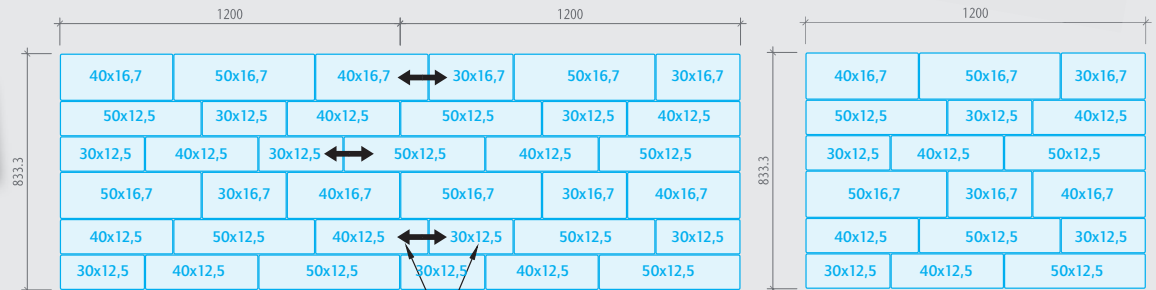 1200 1200 1200
40x16,7 50x16,7 40x16,7 30x16,7 50x16,7 30x16,7 40x16,7 50x16,7 30x16,7
50x12,5 30x12,5 40x12,5 50x12,5 30x12,5 40x12,5 50x12,5 30x12,5 40x12,5
30x12,5 40x12,5 30x12,5 50x12,5 40x12,5 50x12,5 30x12,5 40x12,5 50x12,5
833.3 833.3
50x16,7 30x16,7 40x16,7 50x16,7 30x16,7 40x16,7 50x16,7 30x16,7 40x16,7
40x12,5 50x12,5 40x12,5 30x12,5 50x12,5 30x12,5 40x12,5 50x12,5 30x12,5
30x12,5 40x12,5 50x12,5 30x12,5 40x12,5 50x12,5 30x12,5 40x12,5 50x12,5